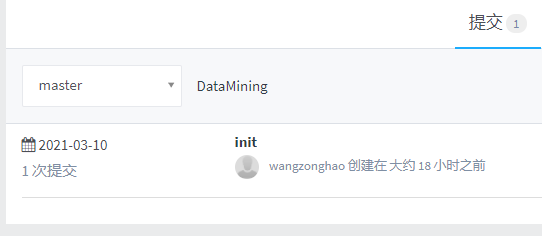 提交 1
master DataMining
2021-03-10
1 次提交
init
wangzonghao 创建在 大约 18 小时之前